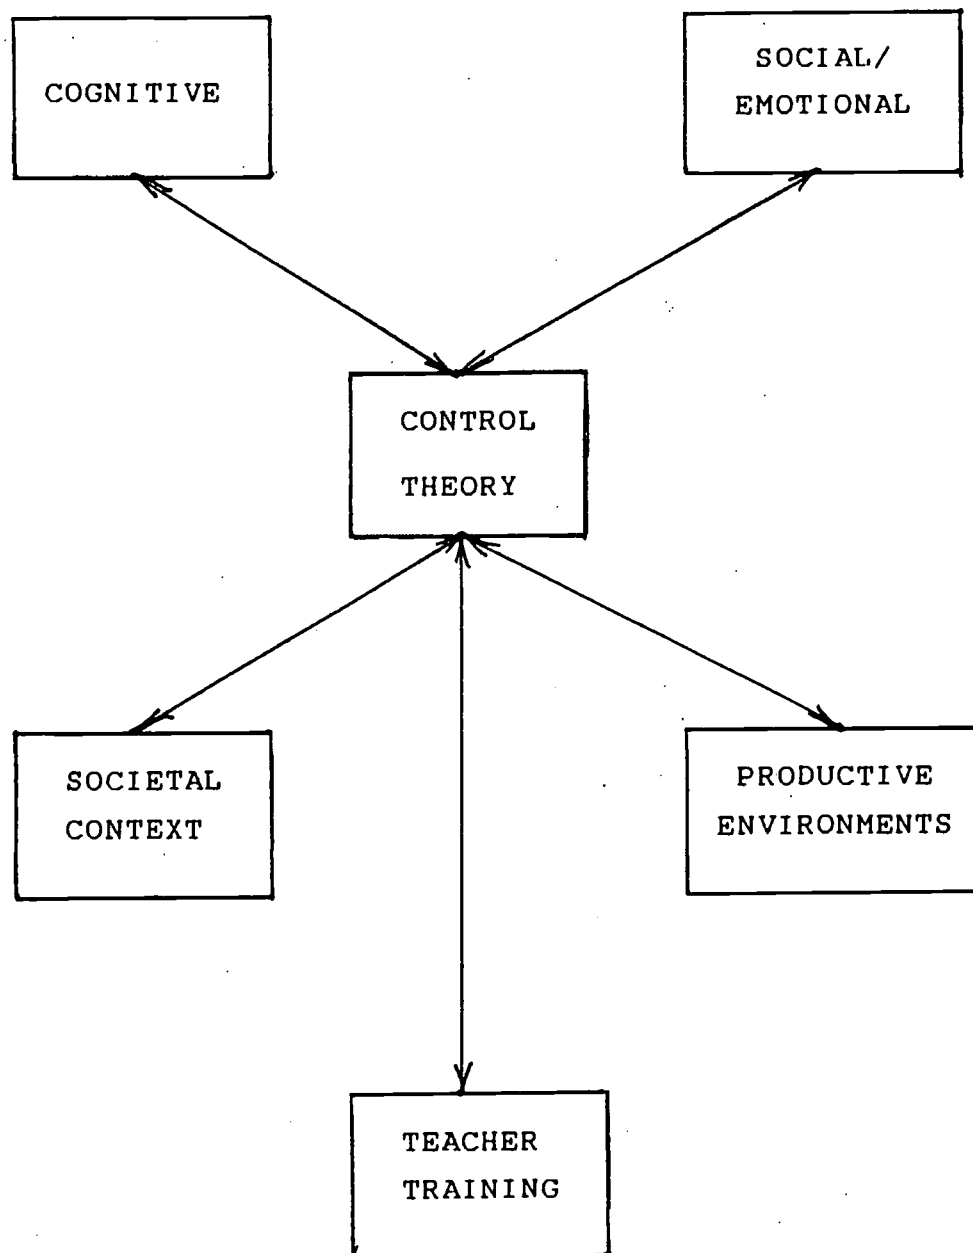 COGNITIVE
SOCIAL/
EMOTIONAL
CONTROL
THEORY
SOCIETAL
CONTEXT
PRODUCTIVE
ENVIRONMENTS
TEACHER
TRAINING